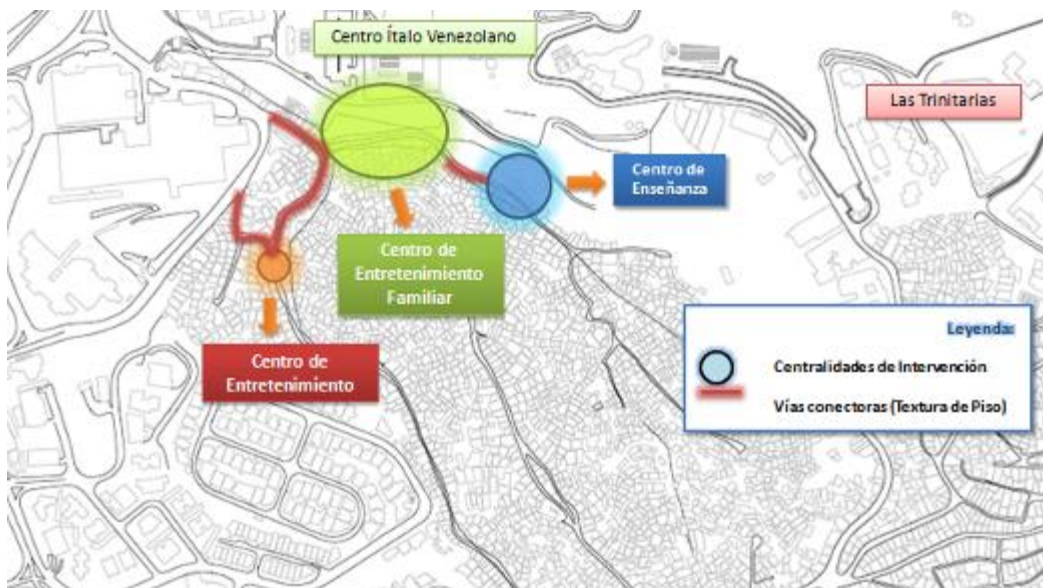 Centro Ítalo Venezolano
Las Trinitarias
Centro de
Enseñanza
Centro de
Entretenimiento
Familiar
Centro de
Entretenimiento
Leyenda:
Centralidades de Intervención
Vías conectoras (Textura de Piso)